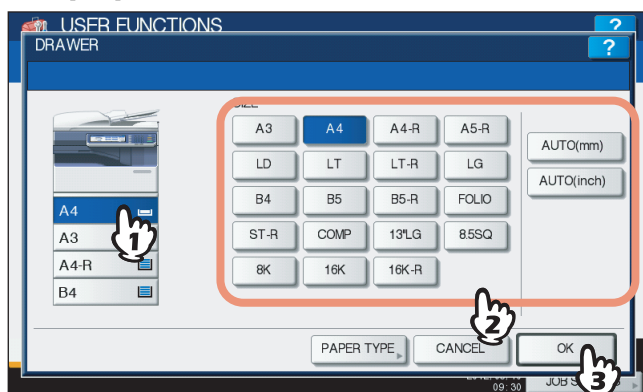 USER FUNCTIONS ?
DRAWER ?
SIZE
A3 A4 A4-R A5-R
AUTO(mm)
LD LT LT-R LG
AUTO(inch)
B4 B5 B5-R FOLIO
A4
1
ST-R COMP 13"LG 8.5SQ
A3
A4-R
8K 16K 16K-R
B4
2
PAPER TYPE CANCEL OK
3
09:30 JOB S